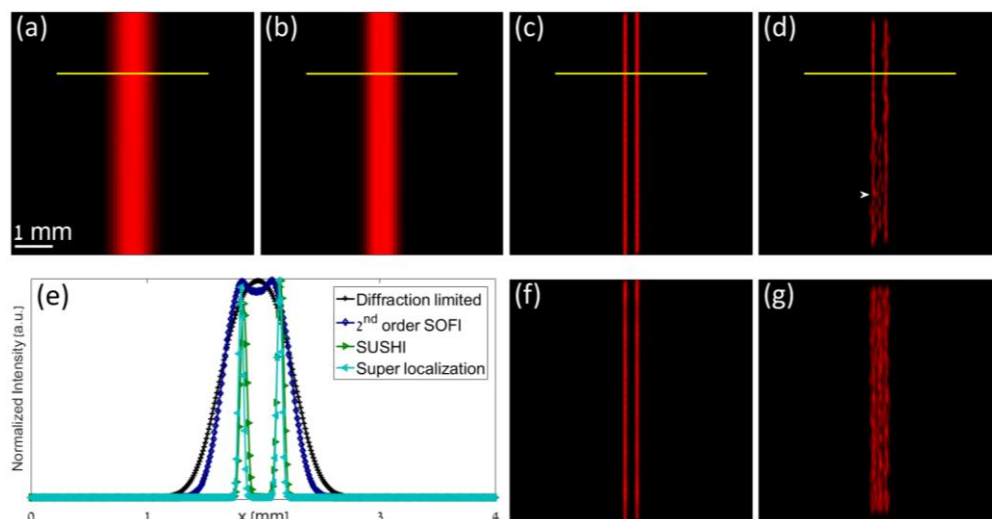 (a)
(b)
(c)
(d)
1 mm
(e)
Diffraction limited
2nd order SOFI
SUSHI
Super localization
Normalized Intensity [a.u.]
0
1
3
4
x [mm]
(f)
(g)